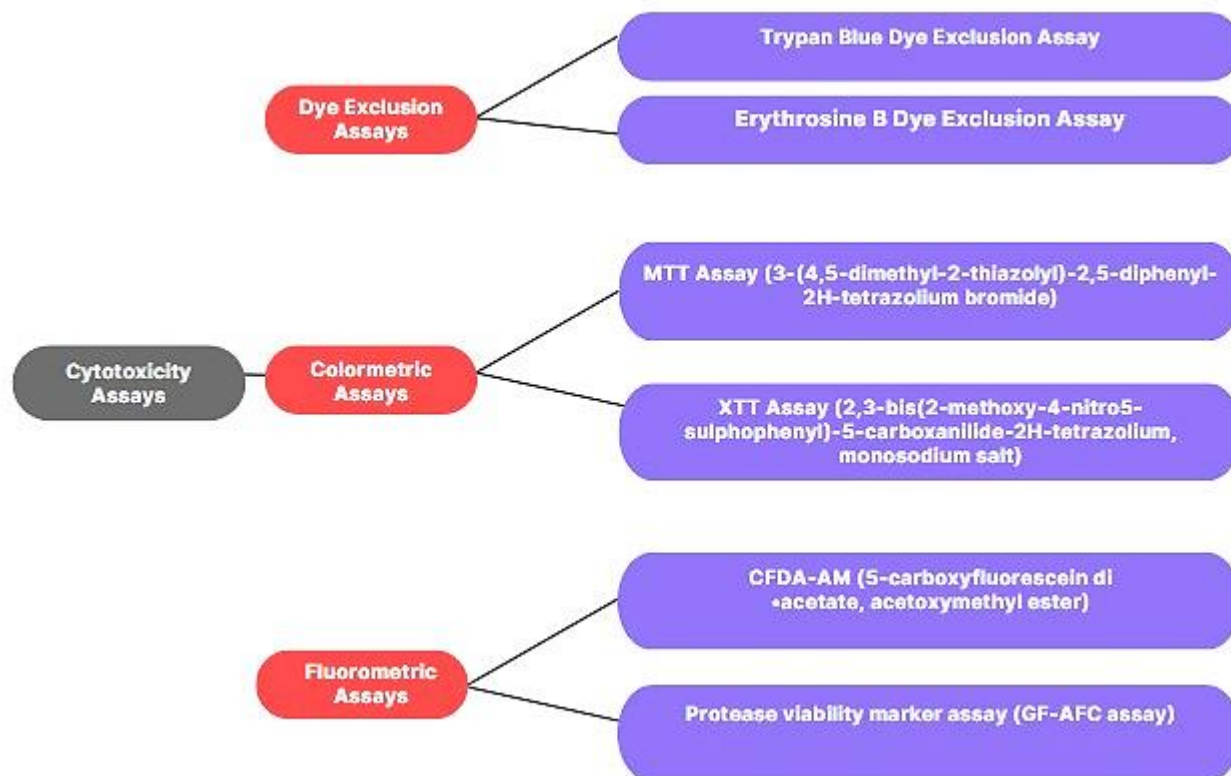 Trypan Blue Dye Exclusion Assay
Dye Exclusion
Assays
Erythrosine B Dye Exclusion Assay
MTT Assay (3-(4,5-dimethyl-2-thiazolyl)-2,5-diphenyl-
2H-tetrazolium bromide)
Cytotoxicity
Assays
Colormetric
Assays
XTT Assay (2,3-bis(2-methoxy-4-nitro5-
sulphophenyl)-5-carboxanilide-2H-tetrazolium,
monosodium salt)
CFDA-AM (5-carboxyfluorescein di
•acetate, acetoxymethyl ester)
Fluorometric
Assays
Protease viability marker assay (GF-AFC assay)